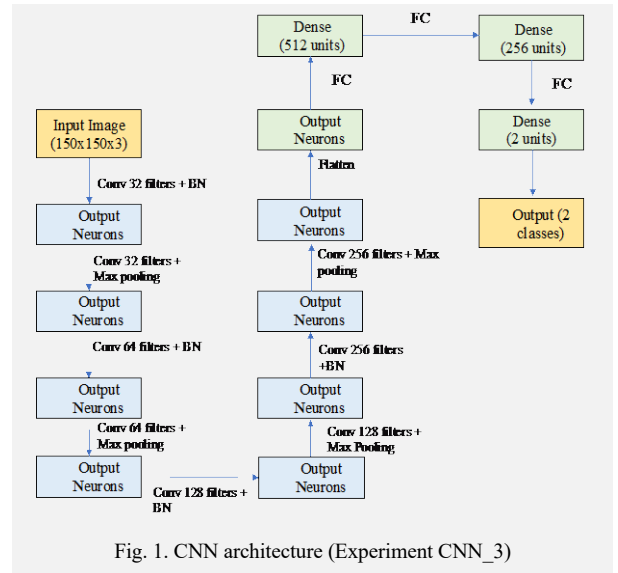 Input Image
(150x150x3)
Conv 32 filters + BN
Output
Neurons
Conv 32 filters +
Max pooling
Output
Neurons
Conv 64 filters + BN
Output
Neurons
Conv 64 filters +
Max pooling
Output
Neurons
Conv 128 filters +
BN
Output
Neurons
Conv 128 filters +
Max Pooling
Output
Neurons
Conv 256 filters
+BN
Output
Neurons
Conv 256 filters + Max
pooling
Output
Neurons
Flatten
Output
Neurons
FC
Dense
(512 units)
FC
Dense
(256 units)
FC
Dense
(2 units)
Output (2
classes)
Fig. 1. CNN architecture (Experiment CNN_3)